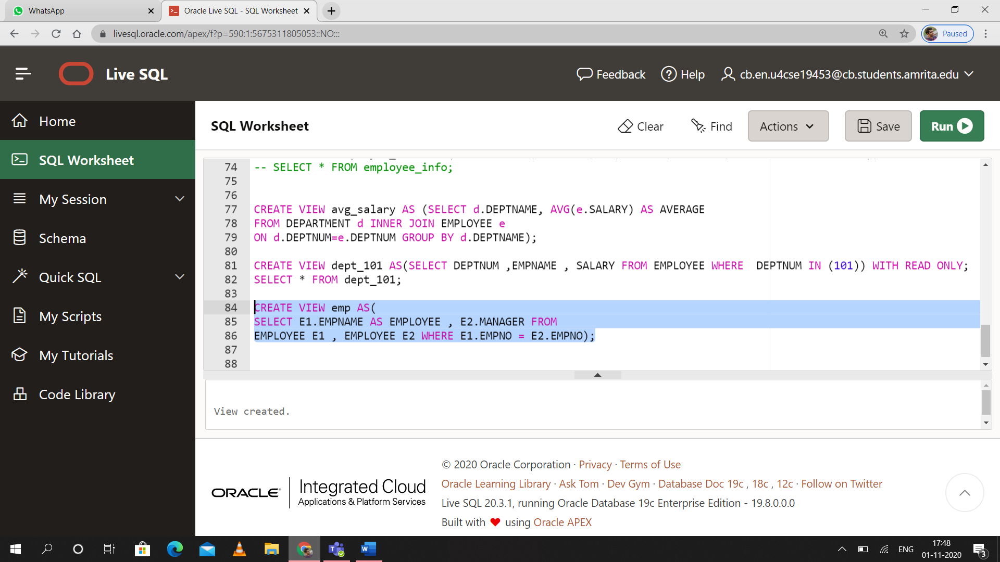 WhatsApp
Oracle Live SQL - SQL Worksheet
livesql.oracle.com/apex/f?p=590:1:5675311805053::NO:::
Paused
Live SQL
Feedback
Help
cb.en.u4cse19453@cb.students.amrita.edu
Home
SQL Worksheet
My Session
Schema
Quick SQL
My Scripts
My Tutorials
Code Library
SQL Worksheet
Clear
Find
Actions
Save
Run
74 -- SELECT * FROM employee_info;
75
76
77 CREATE VIEW avg_salary AS (SELECT d.DEPTNAME, AVG(e.SALARY) AS AVERAGE
78 FROM DEPARTMENT d INNER JOIN EMPLOYEE e
79 ON d.DEPTNUM=e.DEPTNUM GROUP BY d.DEPTNAME);
80
81 CREATE VIEW dept_101 AS(SELECT DEPTNUM ,EMPNAME , SALARY FROM EMPLOYEE WHERE  DEPTNUM IN (101)) WITH READ ONLY;
82 SELECT * FROM dept_101;
83
84 CREATE VIEW emp AS(
85 SELECT E1.EMPNAME AS EMPLOYEE , E2.MANAGER FROM
86 EMPLOYEE E1 , EMPLOYEE E2 WHERE E1.EMPNO = E2.EMPNO);
87
88
View created.
ORACLE
Integrated Cloud
Applications & Platform Services
© 2020 Oracle Corporation · Privacy · Terms of Use
Oracle Learning Library · Ask Tom · Dev Gym · Database Doc 19c , 18c , 12c · Follow on Twitter
Live SQL 20.3.1, running Oracle Database 19c Enterprise Edition - 19.8.0.0.0
Built with ❤ using Oracle APEX
ENG
17:48
01-11-2020
3